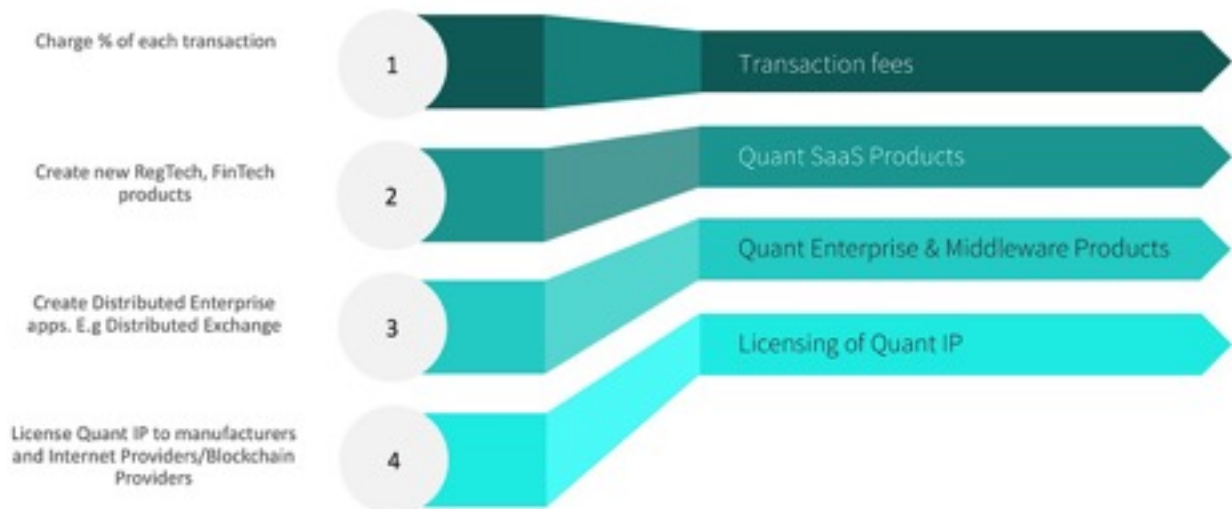 Charge % of each transaction
1
Transaction fees
Create new RegTech, FinTech
products
2
Quant SaaS Products
Create Distributed Enterprise
apps. E.g Distributed Exchange
3
Quant Enterprise & Middleware Products
License Quant IP to manufacturers
and Internet Providers/Blockchain
Providers
4
Licensing of Quant IP